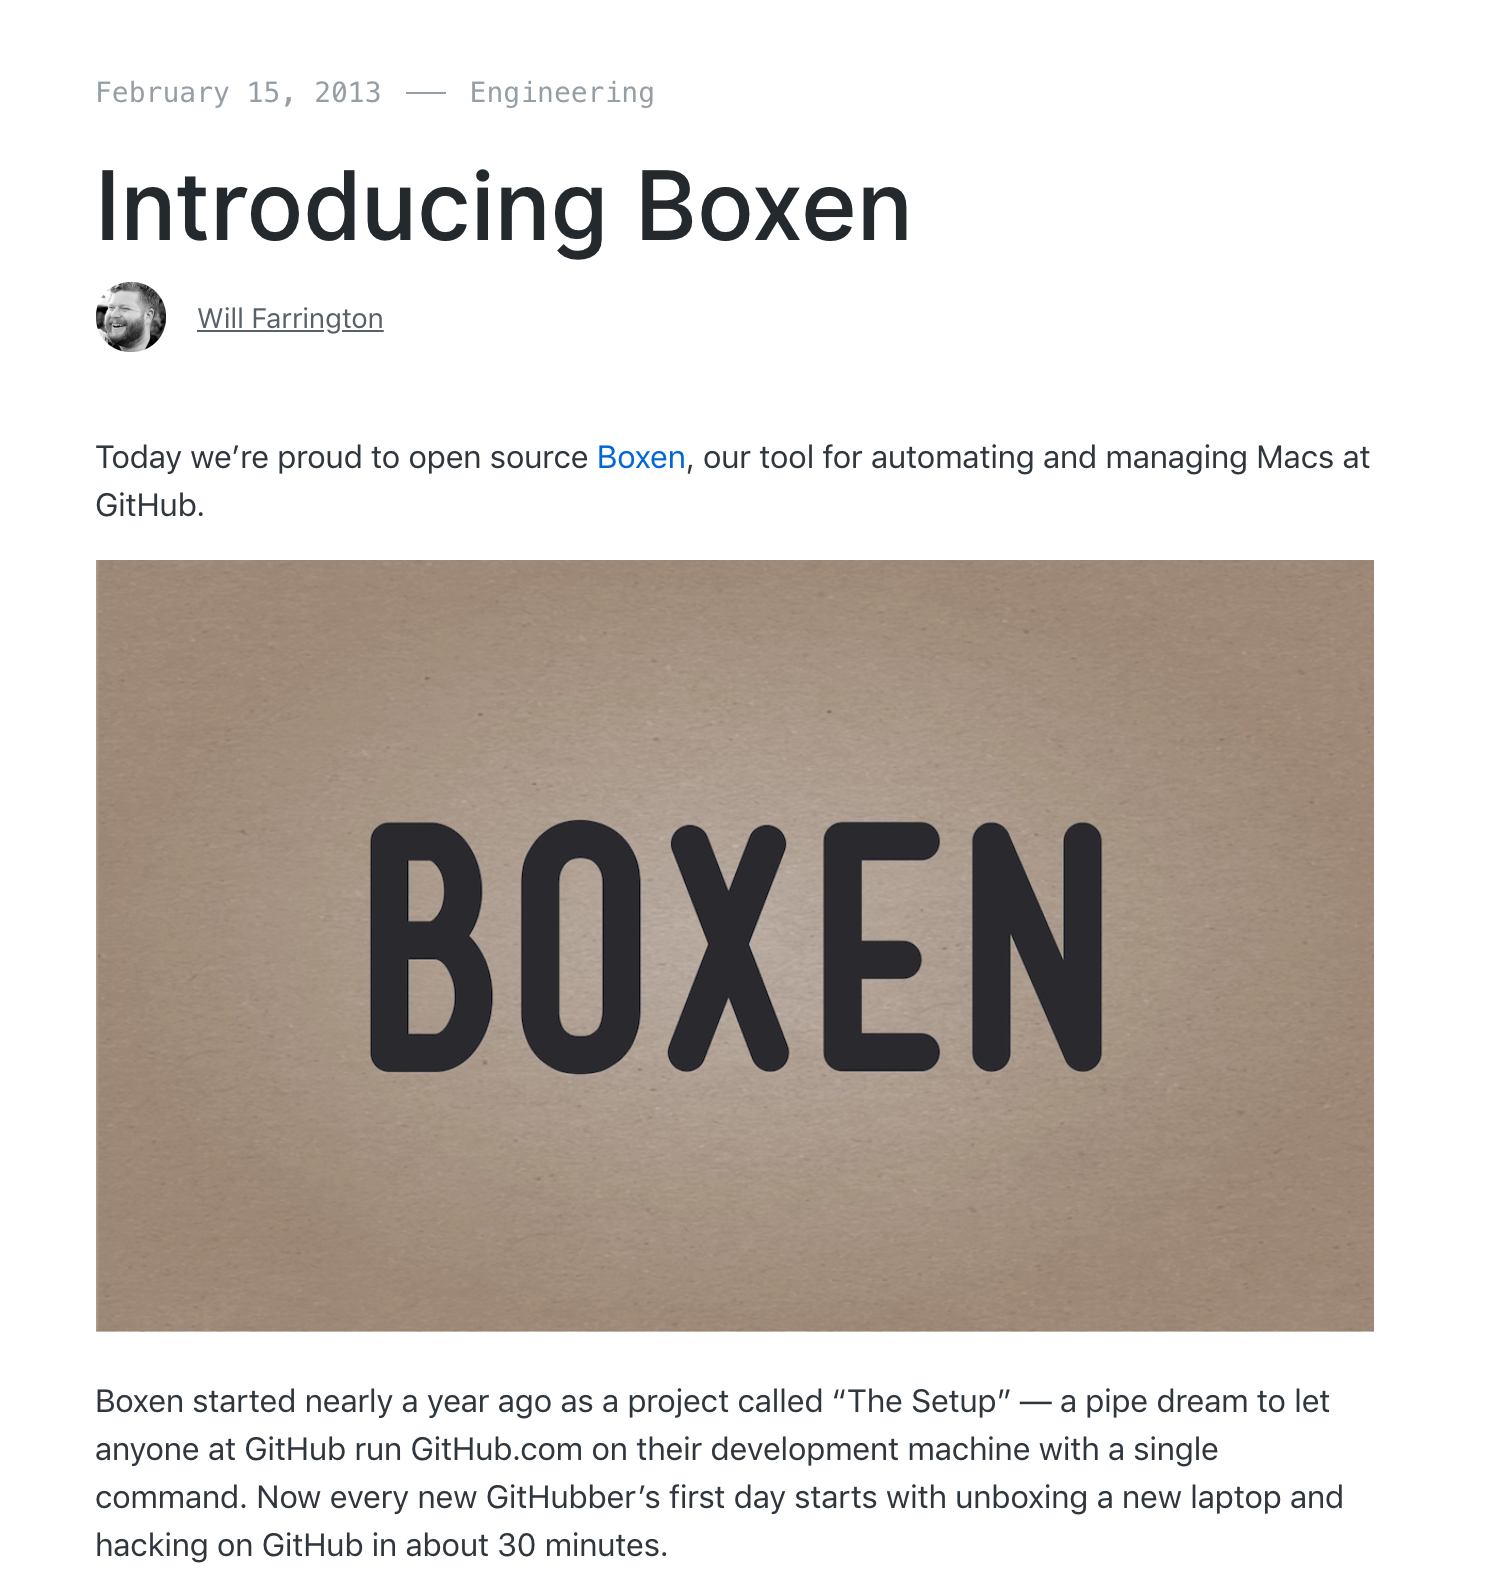 February 15, 2013 — Engineering
Introducing Boxen
Will Farrington
Today we’re proud to open source Boxen, our tool for automating and managing Macs at
GitHub.
BOXEN
Boxen started nearly a year ago as a project called “The Setup” — a pipe dream to let
anyone at GitHub run GitHub.com on their development machine with a single
command. Now every new GitHubber’s first day starts with unboxing a new laptop and
hacking on GitHub in about 30 minutes.